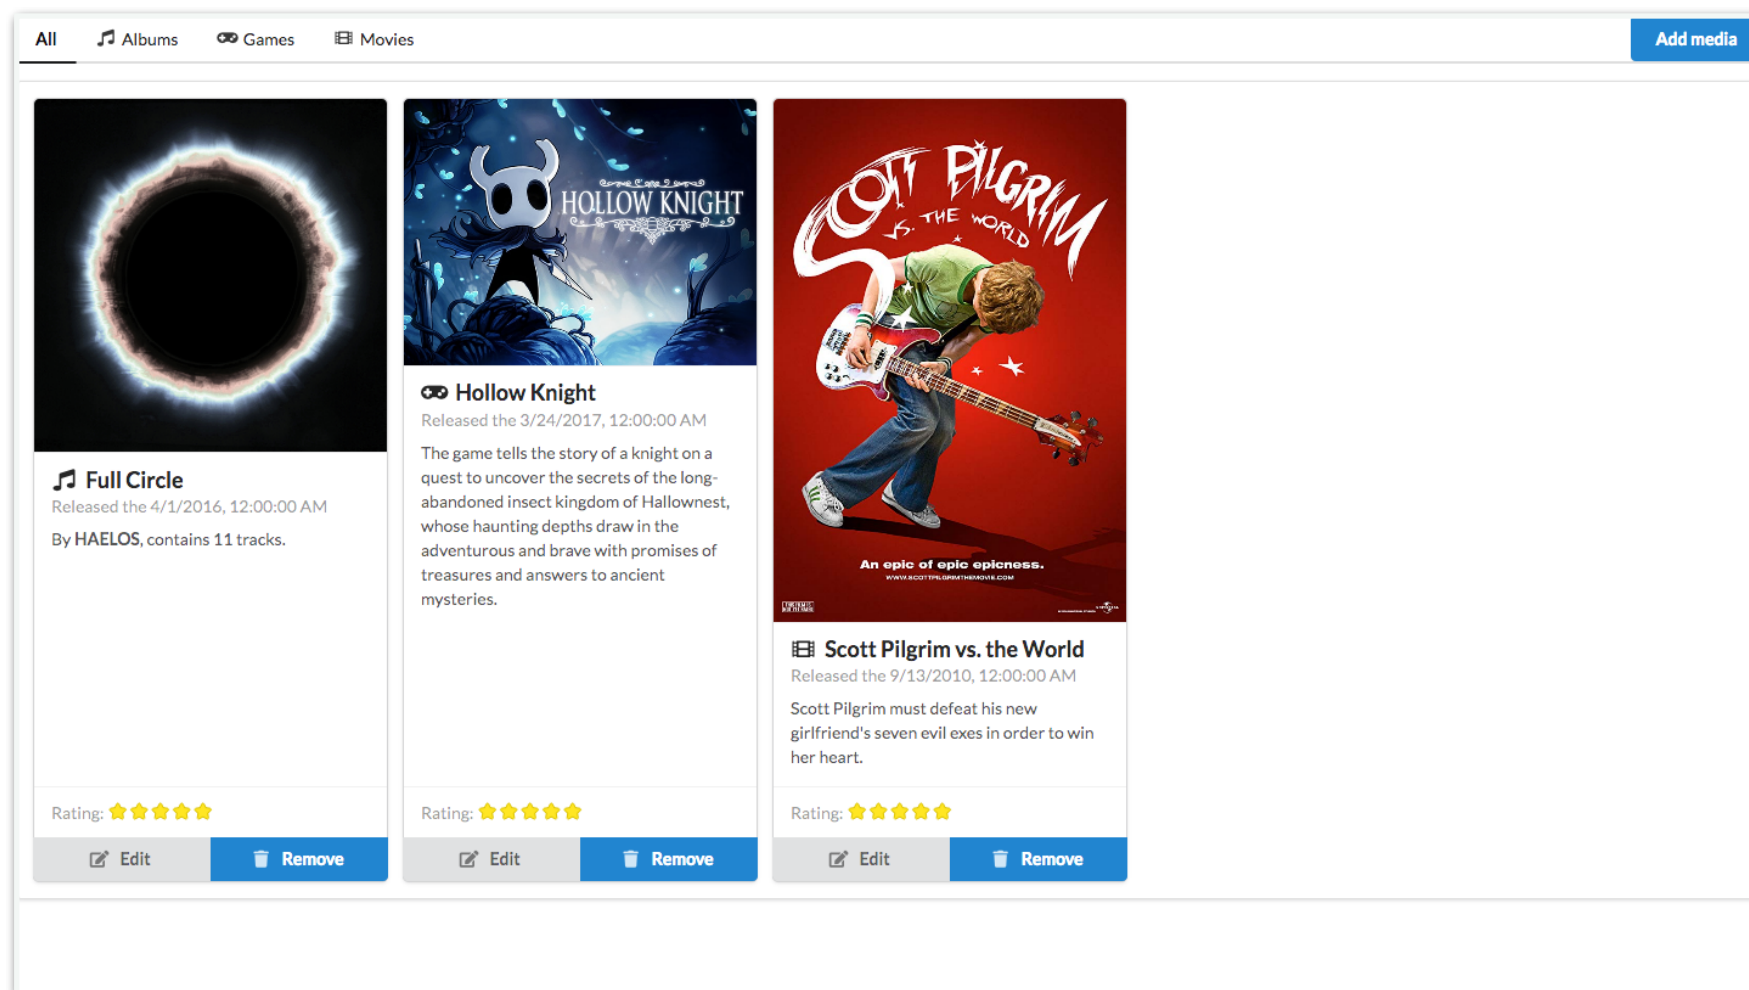 All Albums Games Movies Add media
Full Circle
Released the 4/1/2016, 12:00:00 AM
By HAELOS, contains 11 tracks.
Rating:
Edit Remove
HOLLOW KNIGHT
Hollow Knight
Released the 3/24/2017, 12:00:00 AM
The game tells the story of a knight on a
quest to uncover the secrets of the long-
abandoned insect kingdom of Hallownest,
whose haunting depths draw in the
adventurous and brave with promises of
treasures and answers to ancient
mysteries.
Rating:
Edit Remove
SCOTT PILGRIM
VS. THE WORLD
An epic of epic epicness.
WWW.SCOTTPILGRIMTHEMOVIE.COM
Scott Pilgrim vs. the World
Released the 9/13/2010, 12:00:00 AM
Scott Pilgrim must defeat his new
girlfriend's seven evil exes in order to win
her heart.
Rating:
Edit Remove